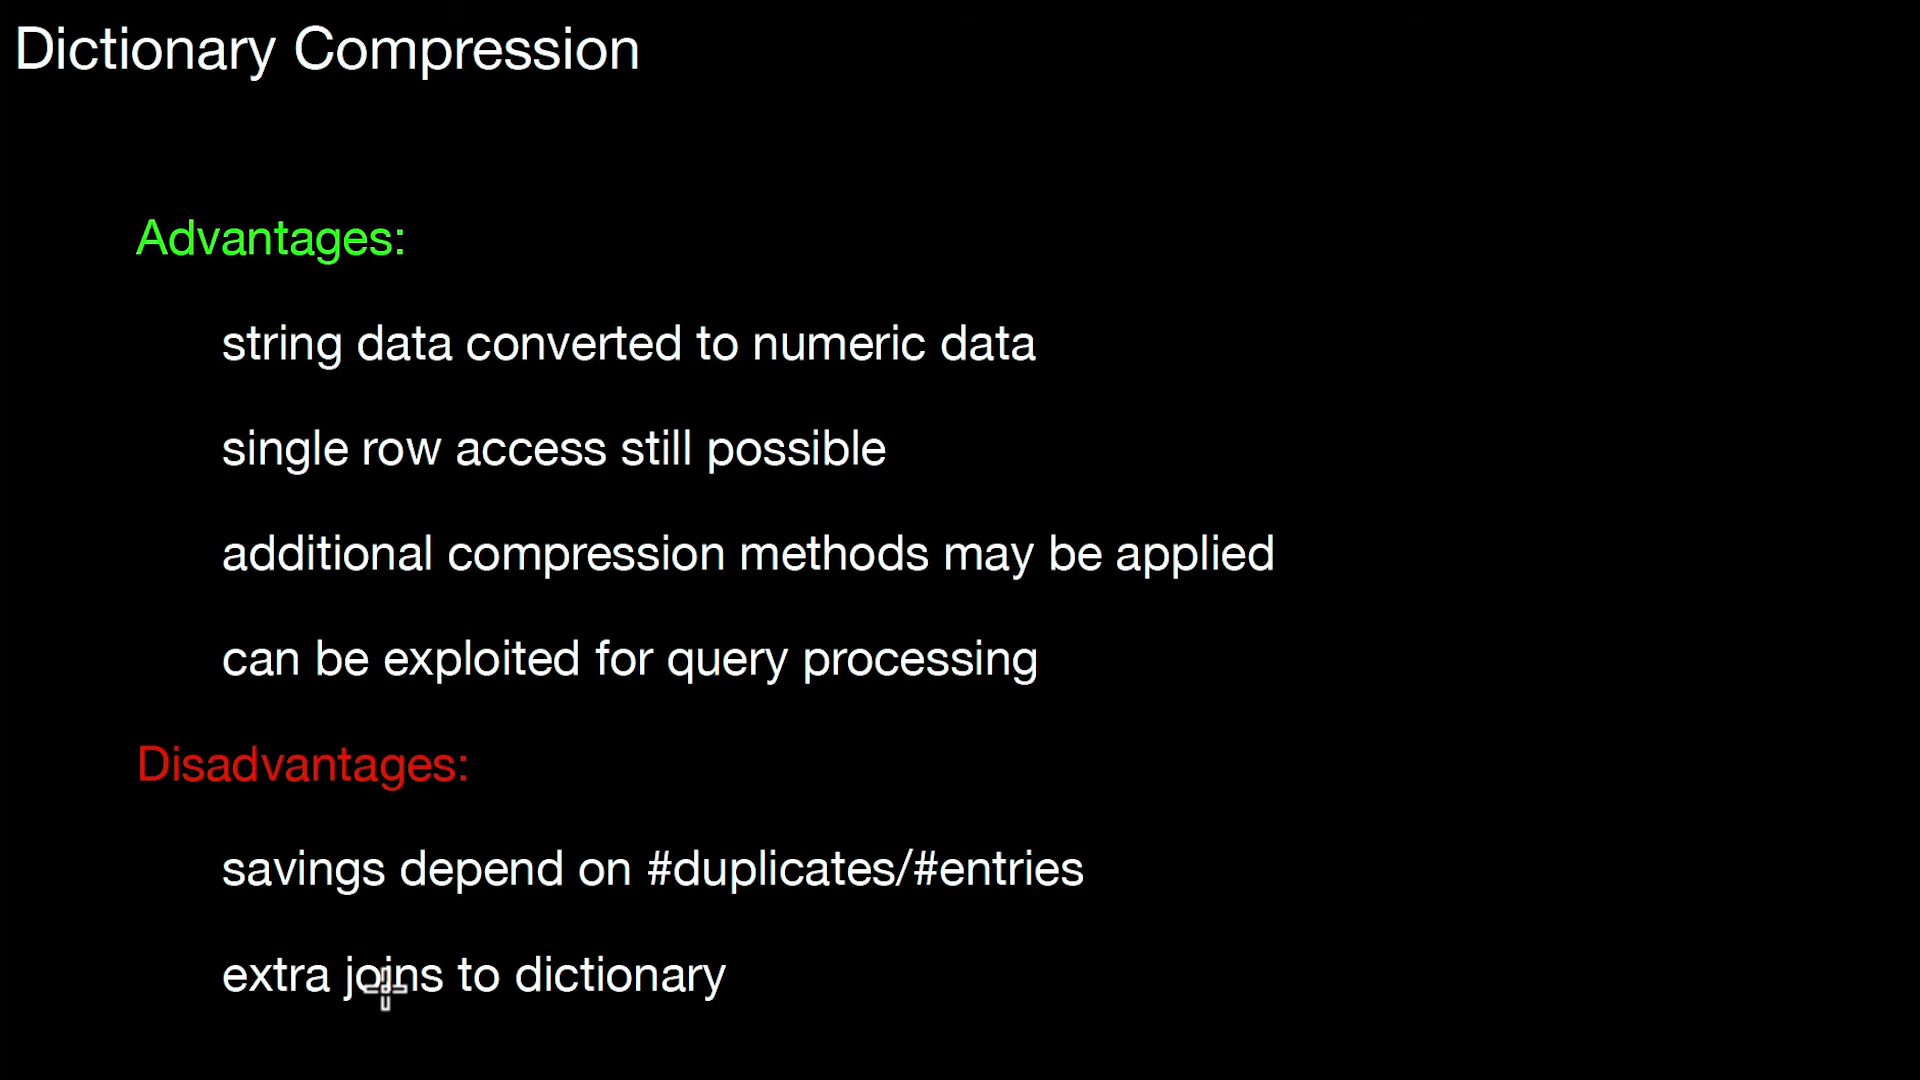 Dictionary Compression
Advantages:
string data converted to numeric data
single row access still possible
additional compression methods may be applied
can be exploited for query processing
Disadvantages:
savings depend on #duplicates/#entries
extra joins to dictionary